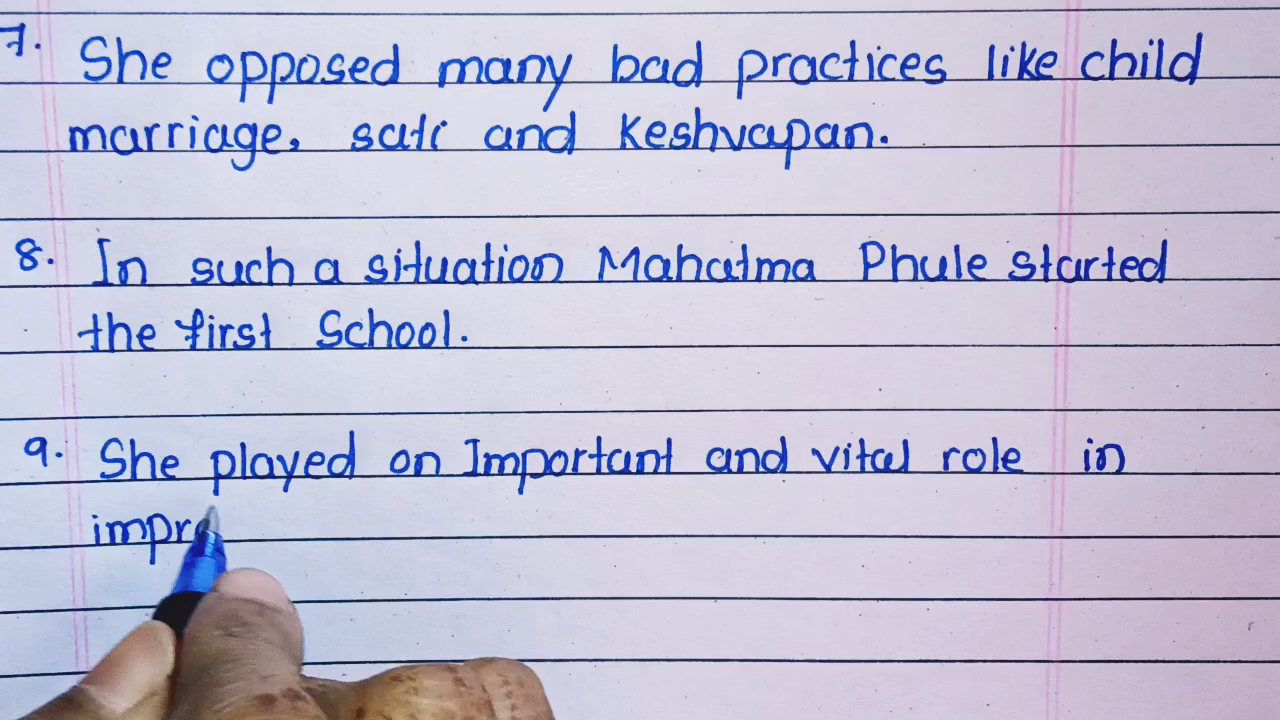 7. She opposed many bad practices like child
marriage, sati and Keshvapan.
8. In such a situation Mahatma Phule started
the first School.
9. She played on Important and vital role in
impro